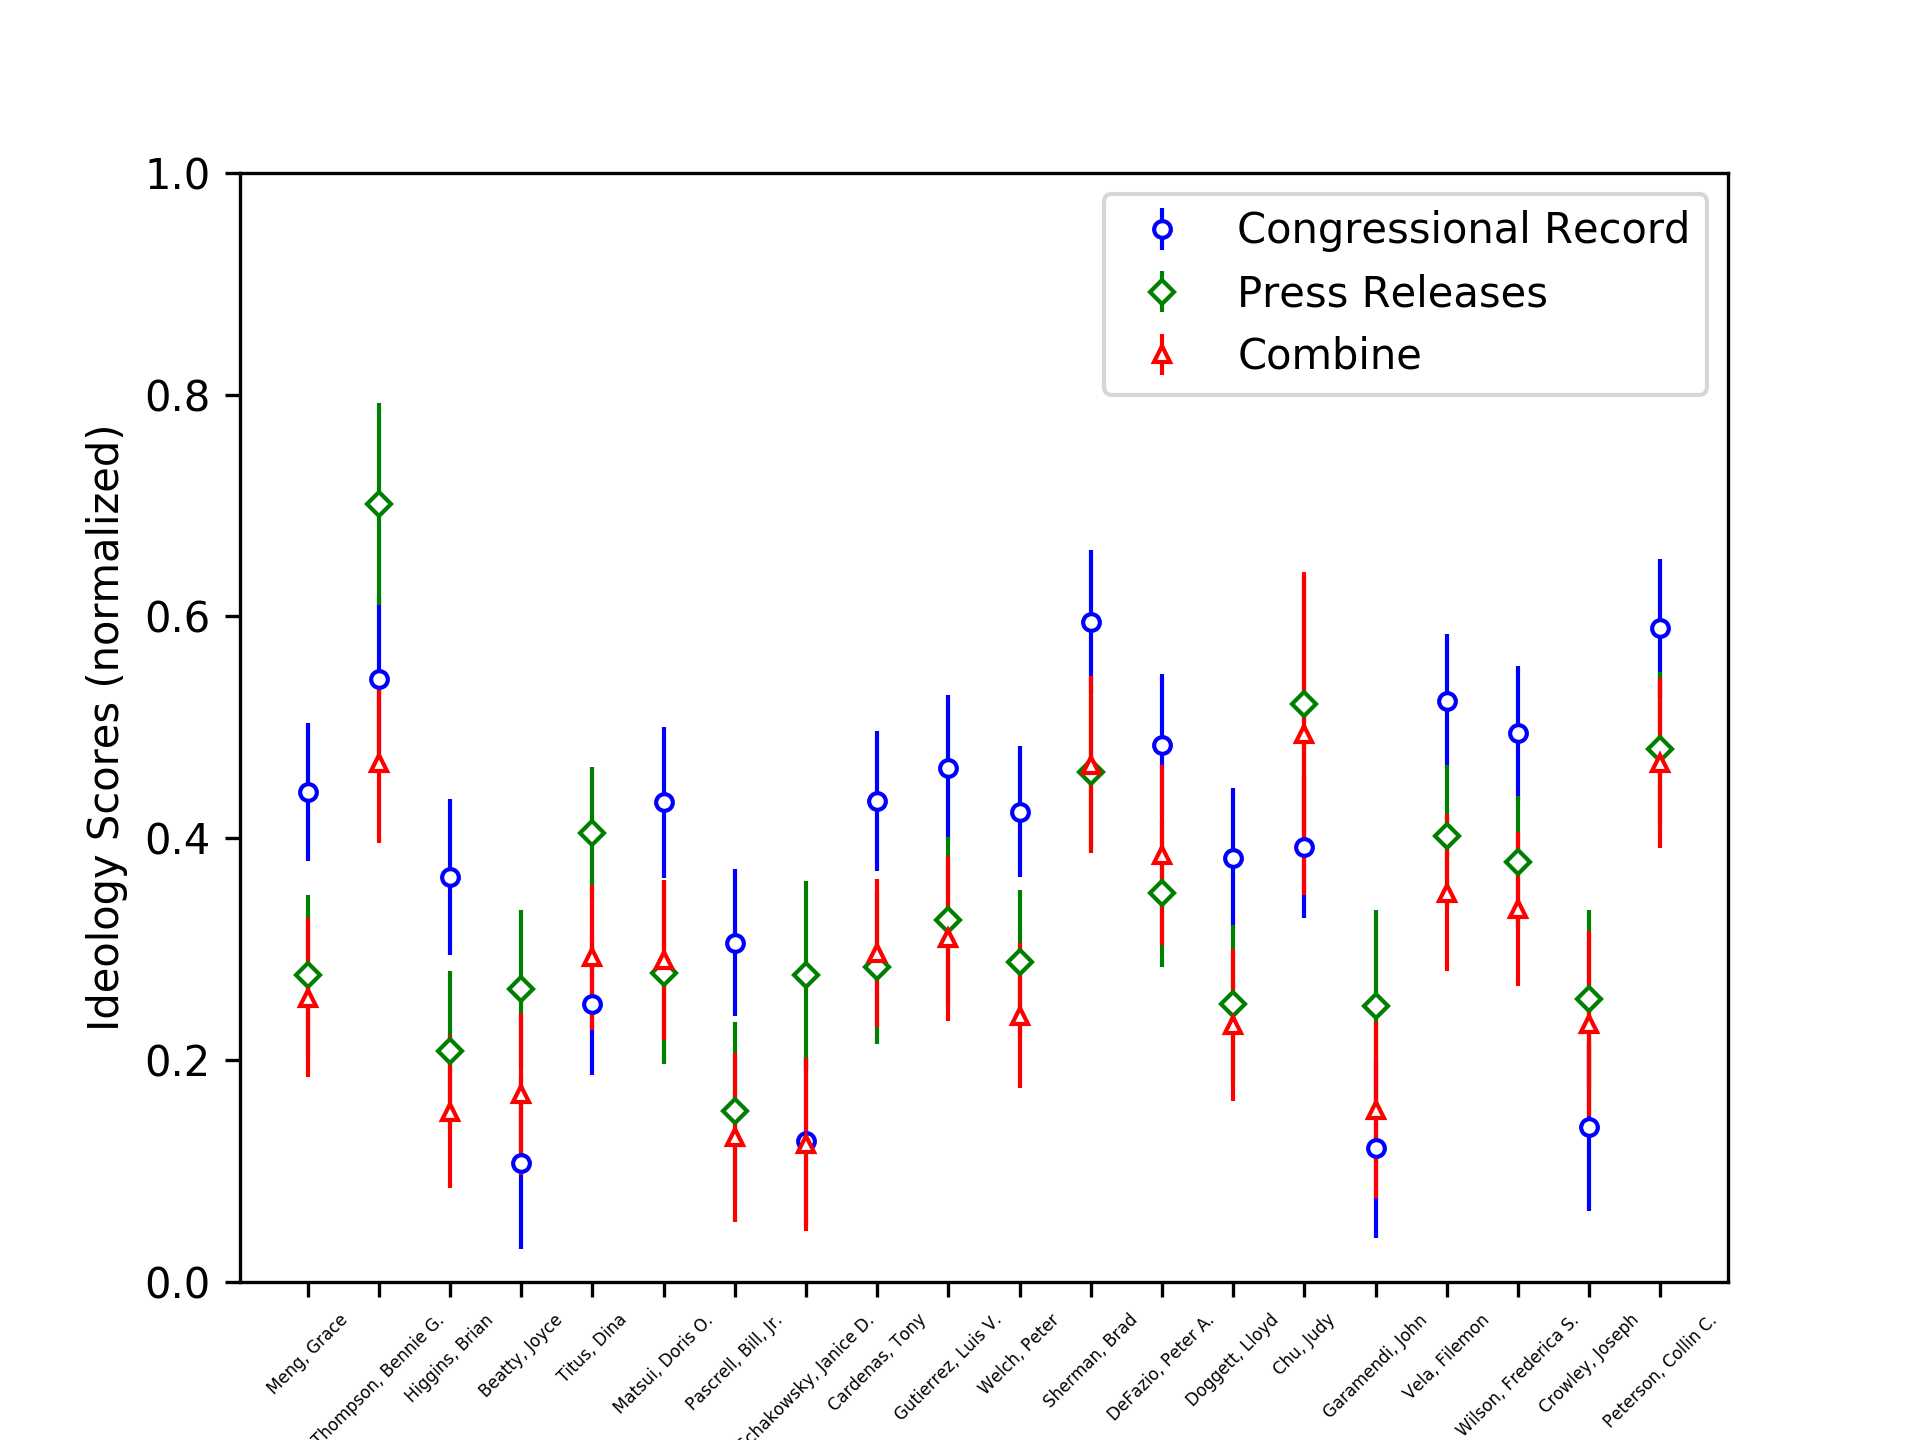 1.0
0.8
0.6
0.4
0.2
0.0
Ideology Scores (normalized)
Congressional Record
Press Releases
Combine
Meng, Grace
Thompson, Bennie G.
Higgins, Brian
Beatty, Joyce
Titus, Dina
Matsui, Doris O.
Pascrell, Bill, Jr.
Schakowsky, Janice D.
Cardenas, Tony
Gutierrez, Luis V.
Welch, Peter
Sherman, Brad
DeFazio, Peter A.
Doggett, Lloyd
Chu, Judy
Garamendi, John
Vela, Filemon
Wilson, Frederica S.
Crowley, Joseph
Peterson, Collin C.